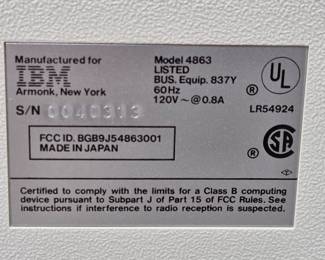 Manufactured for
IBM
Armonk, New York
S/N 0040313
Model 4863
LISTED
BUS. Equip. 837Y
60Hz
120V ~ @ 0.8A
UL
®
LR54924
FCC ID. BGB9J54863001
MADE IN JAPAN
®
SA
Certified to comply with the limits for a Class B computing
device pursuant to Subpart J of Part 15 of FCC Rules. See
instructions if interference to radio reception is suspected.